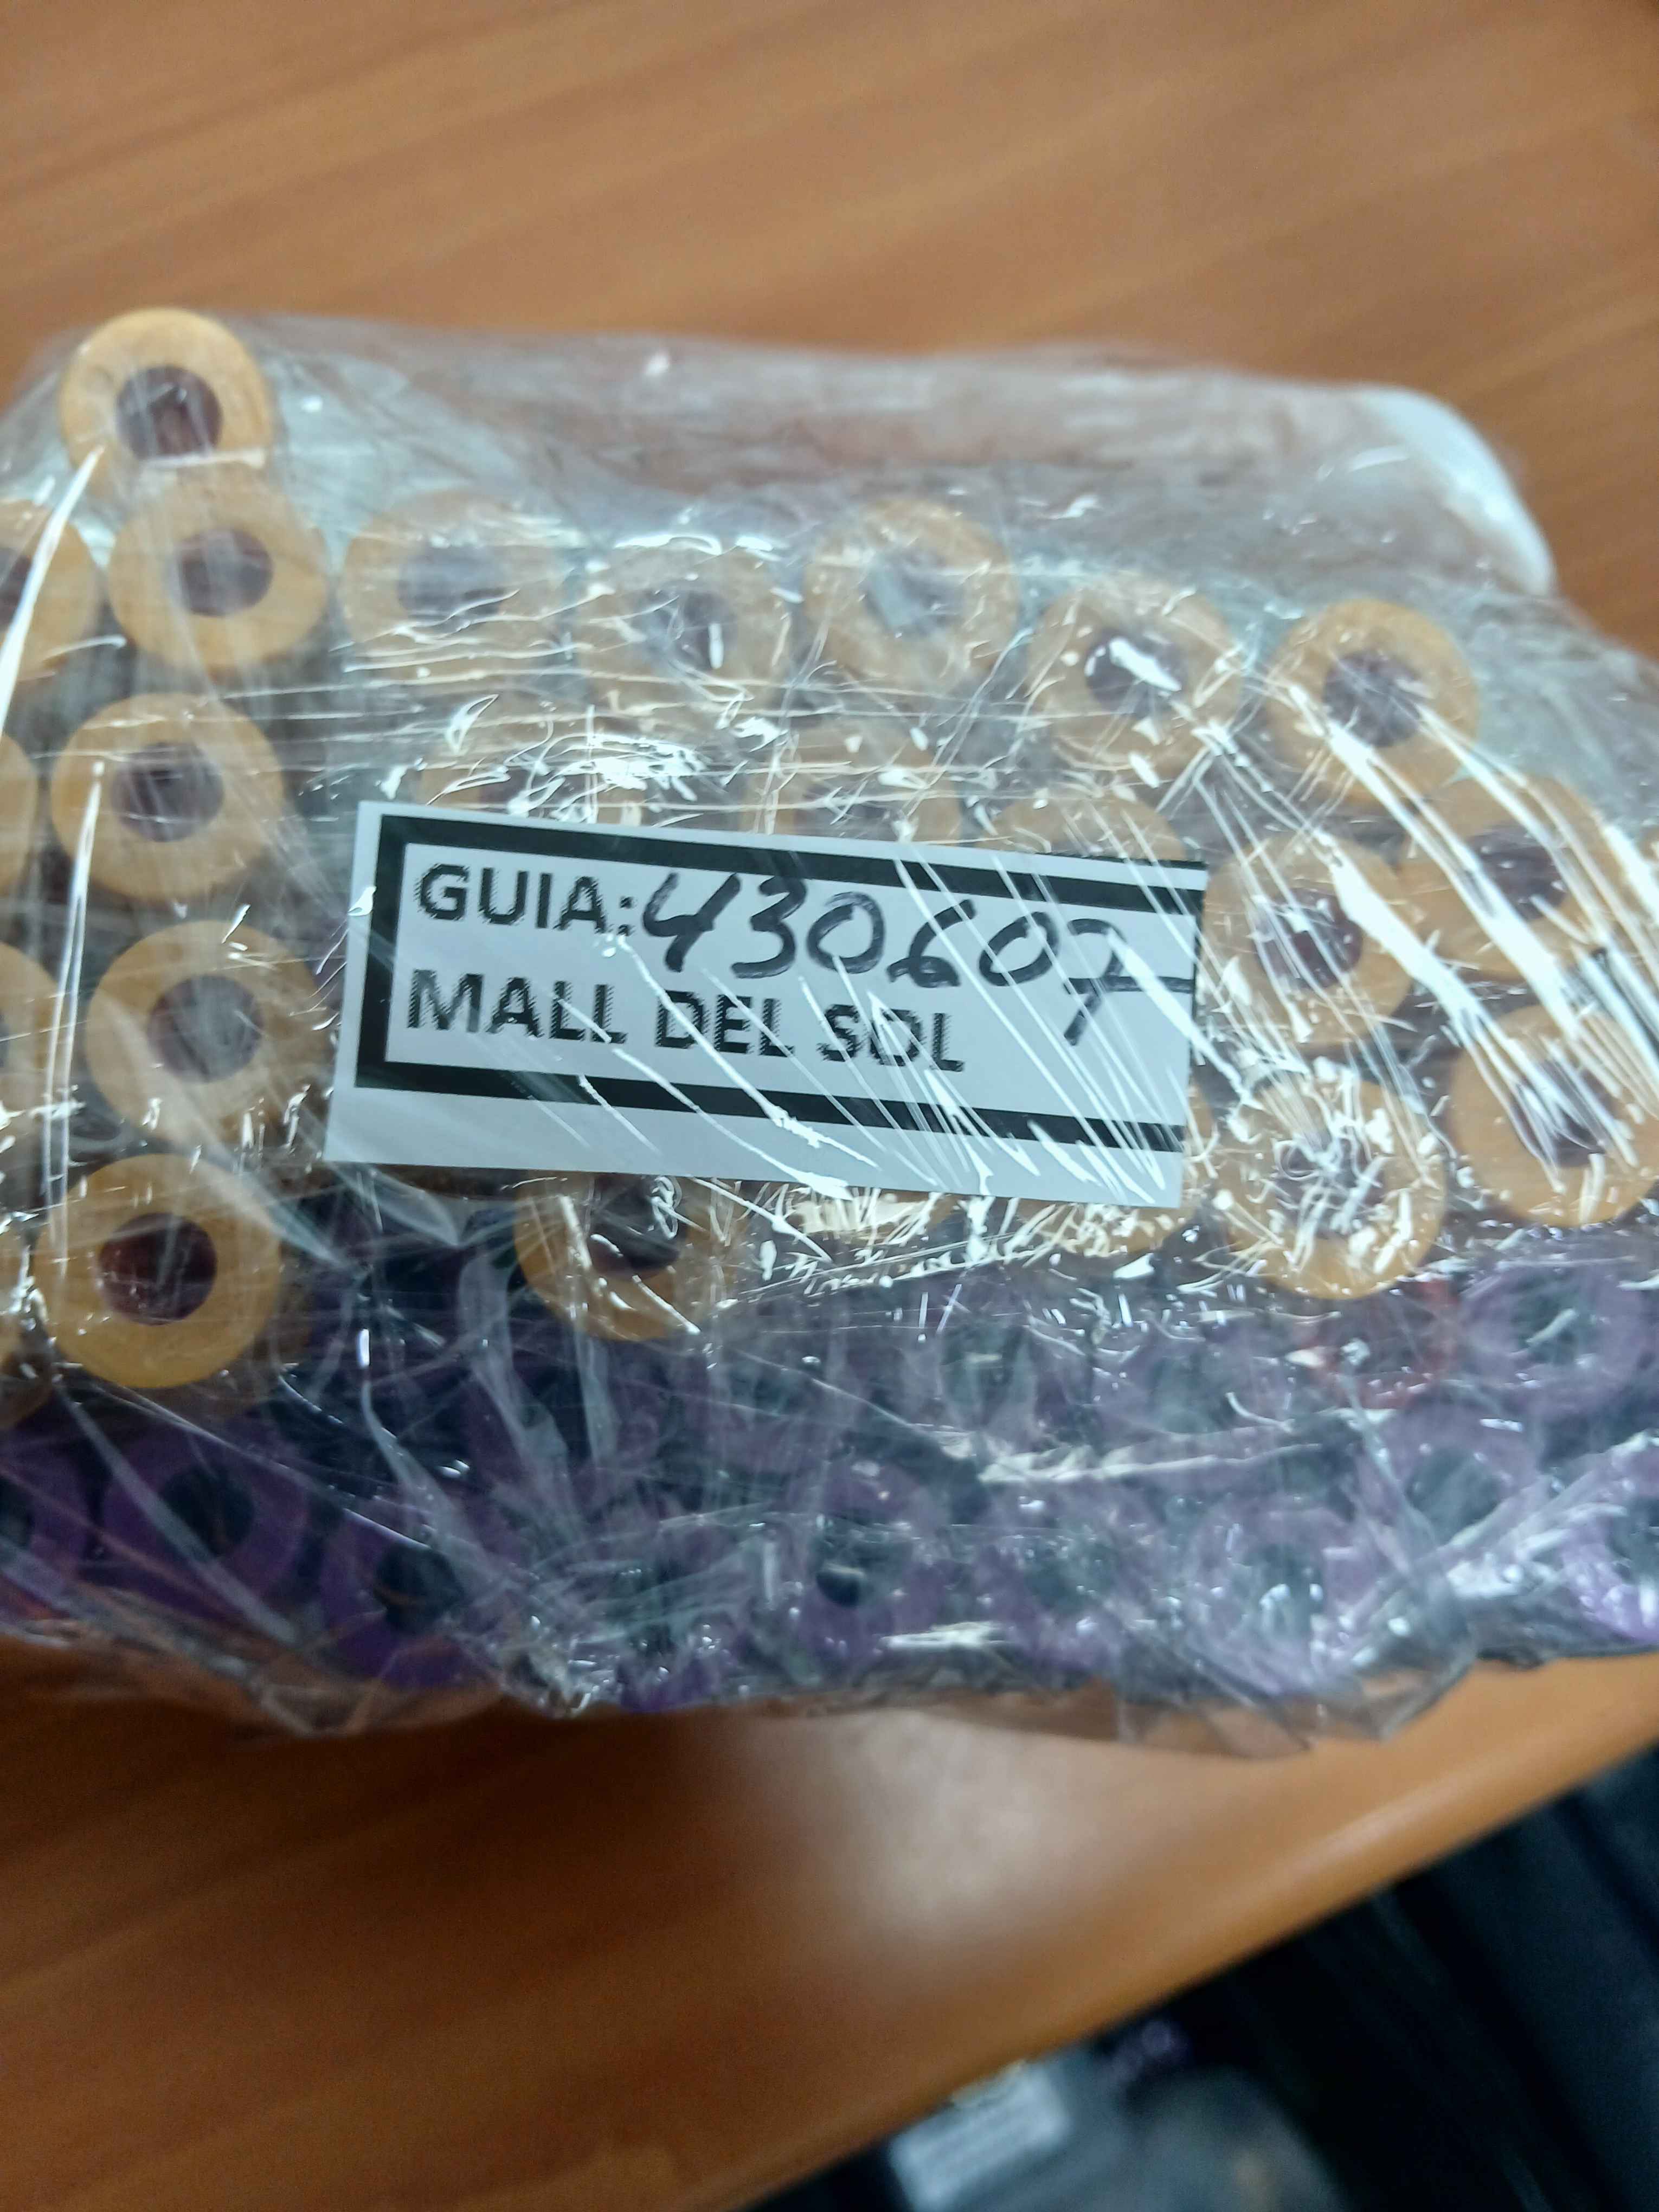 GUIA: 430607
MALL DEL SOL